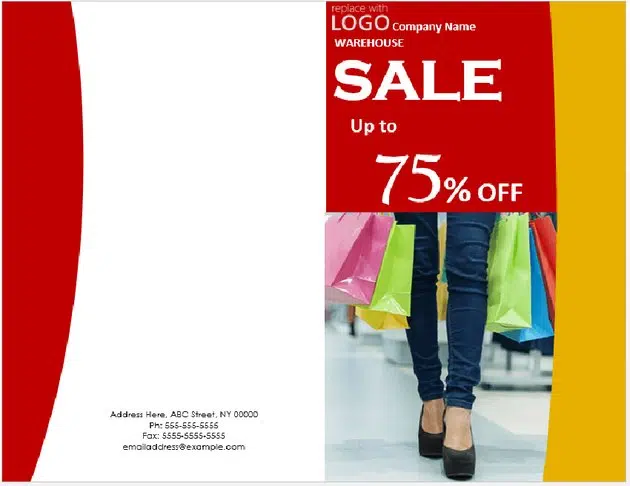 replace with
LOGO Company Name
WAREHOUSE
SALE
Up to
75% OFF
Address Here, ABC Street, NY 00000
Ph: 555-555-5555
Fax: 5555-5555-5555
emailaddress@example.com